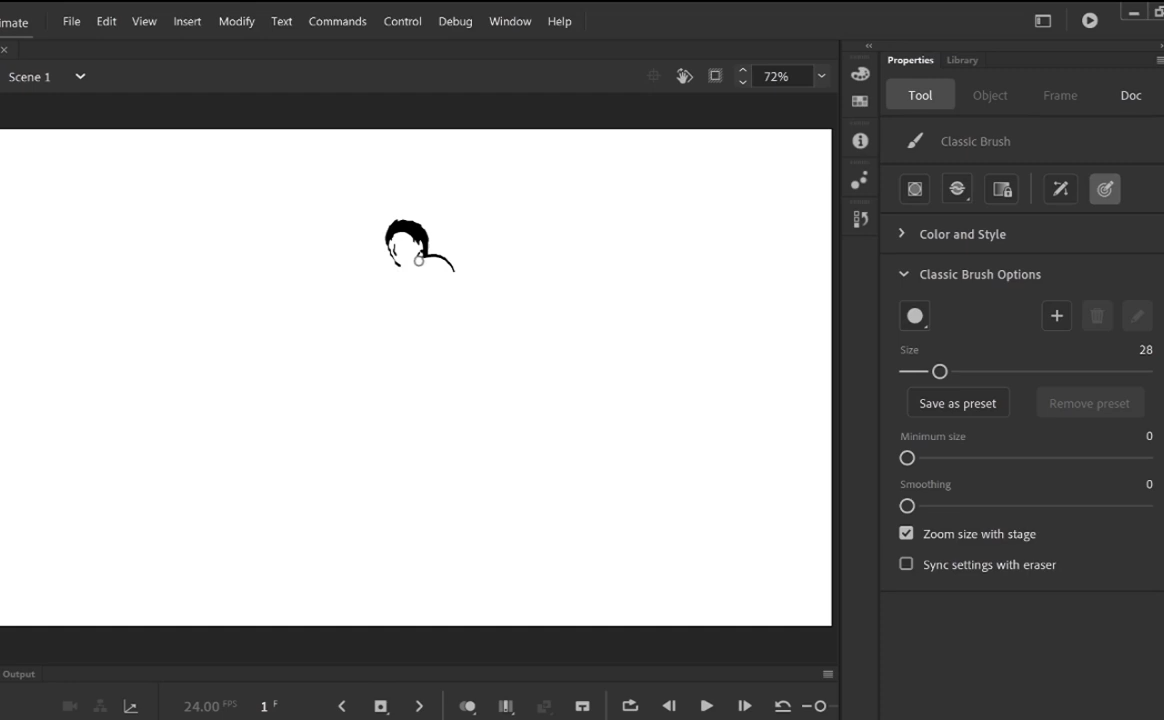 imate File Edit View Insert Modify Text Commands Control Debug Window Help
Properties Library
Scene 1 72%
Tool Object Frame Doc
Classic Brush
Color and Style
Classic Brush Options
Size 28
Save as preset Remove preset
Minimum size 0
Smoothing 0
Zoom size with stage
Sync settings with eraser
Output
24.00 FPS 1 F